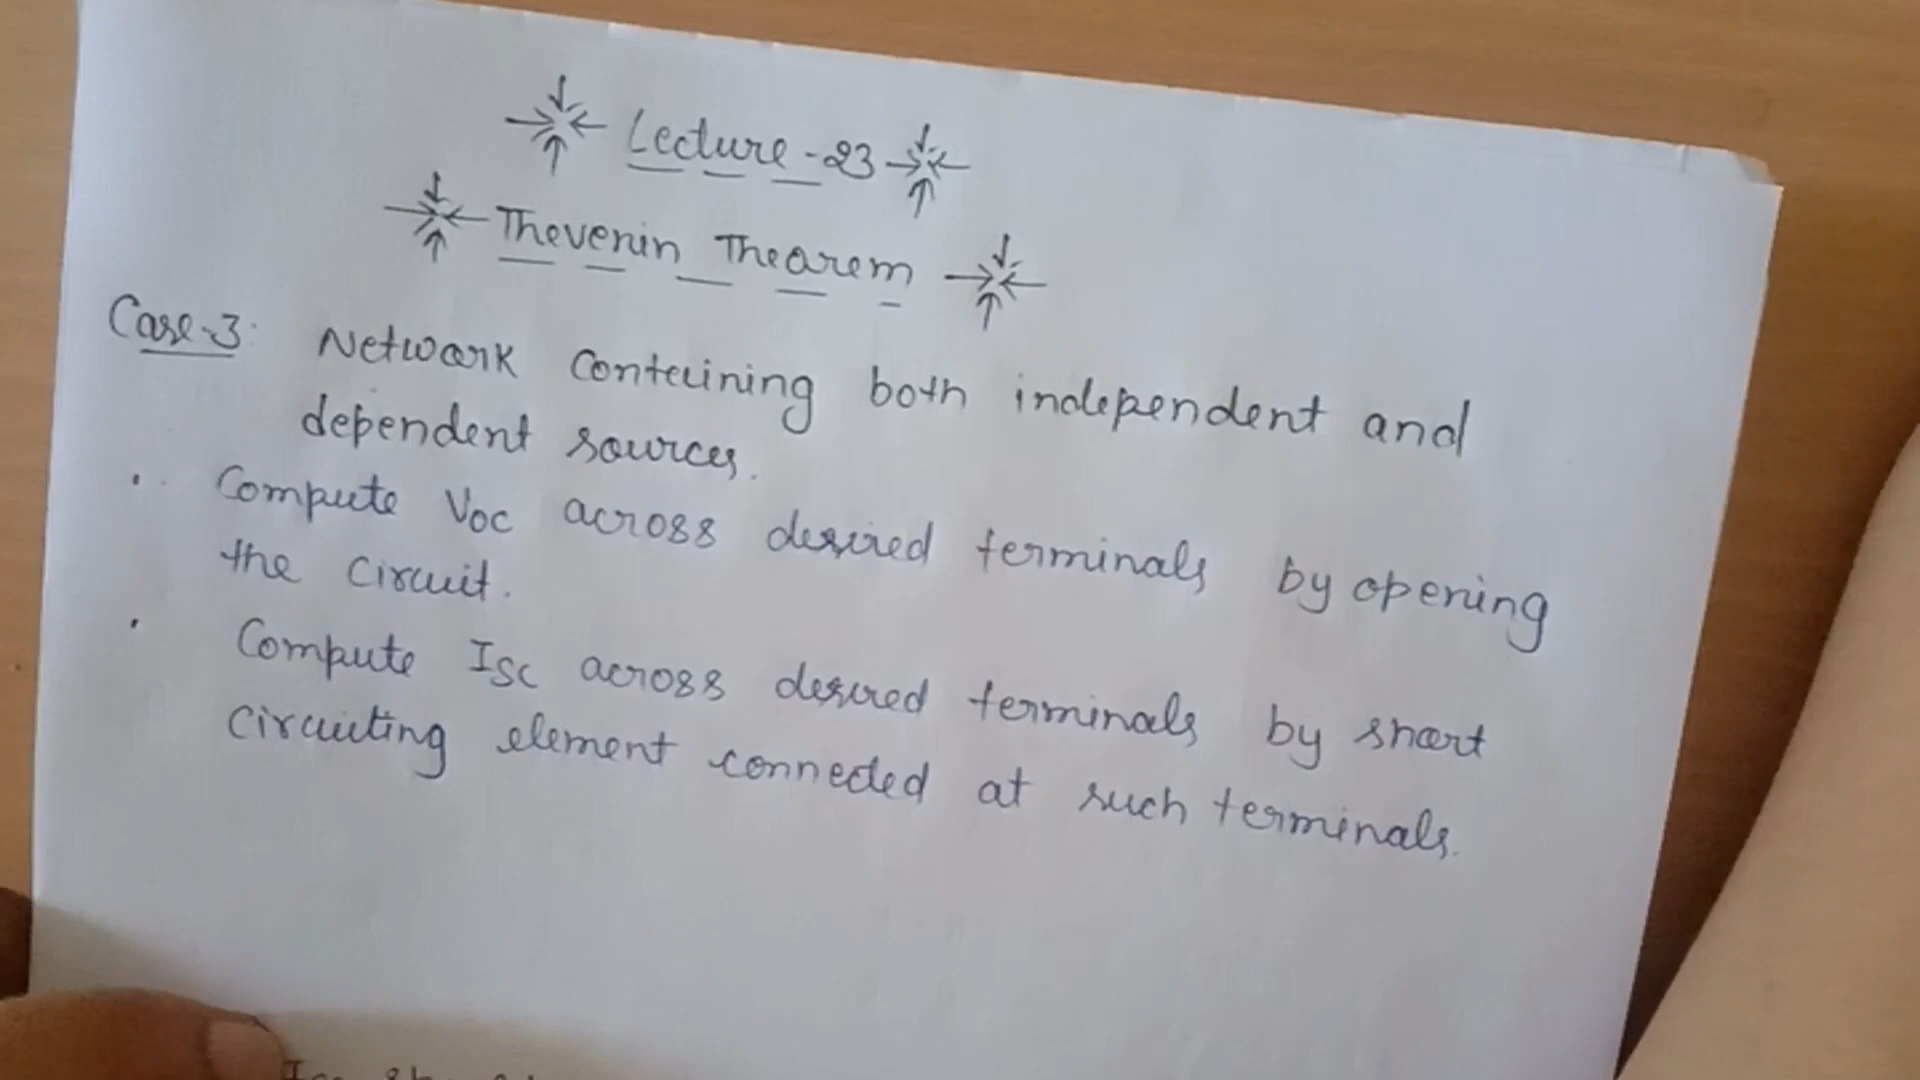 Lecture-23
Thevenin Thearem
Case-3: Network Containing both independent and
dependent sources.
. Compute Voc across desired terminals by opening
the circuit.
. Compute Isc across desired terminals by short
circuiting element connected at such terminals.